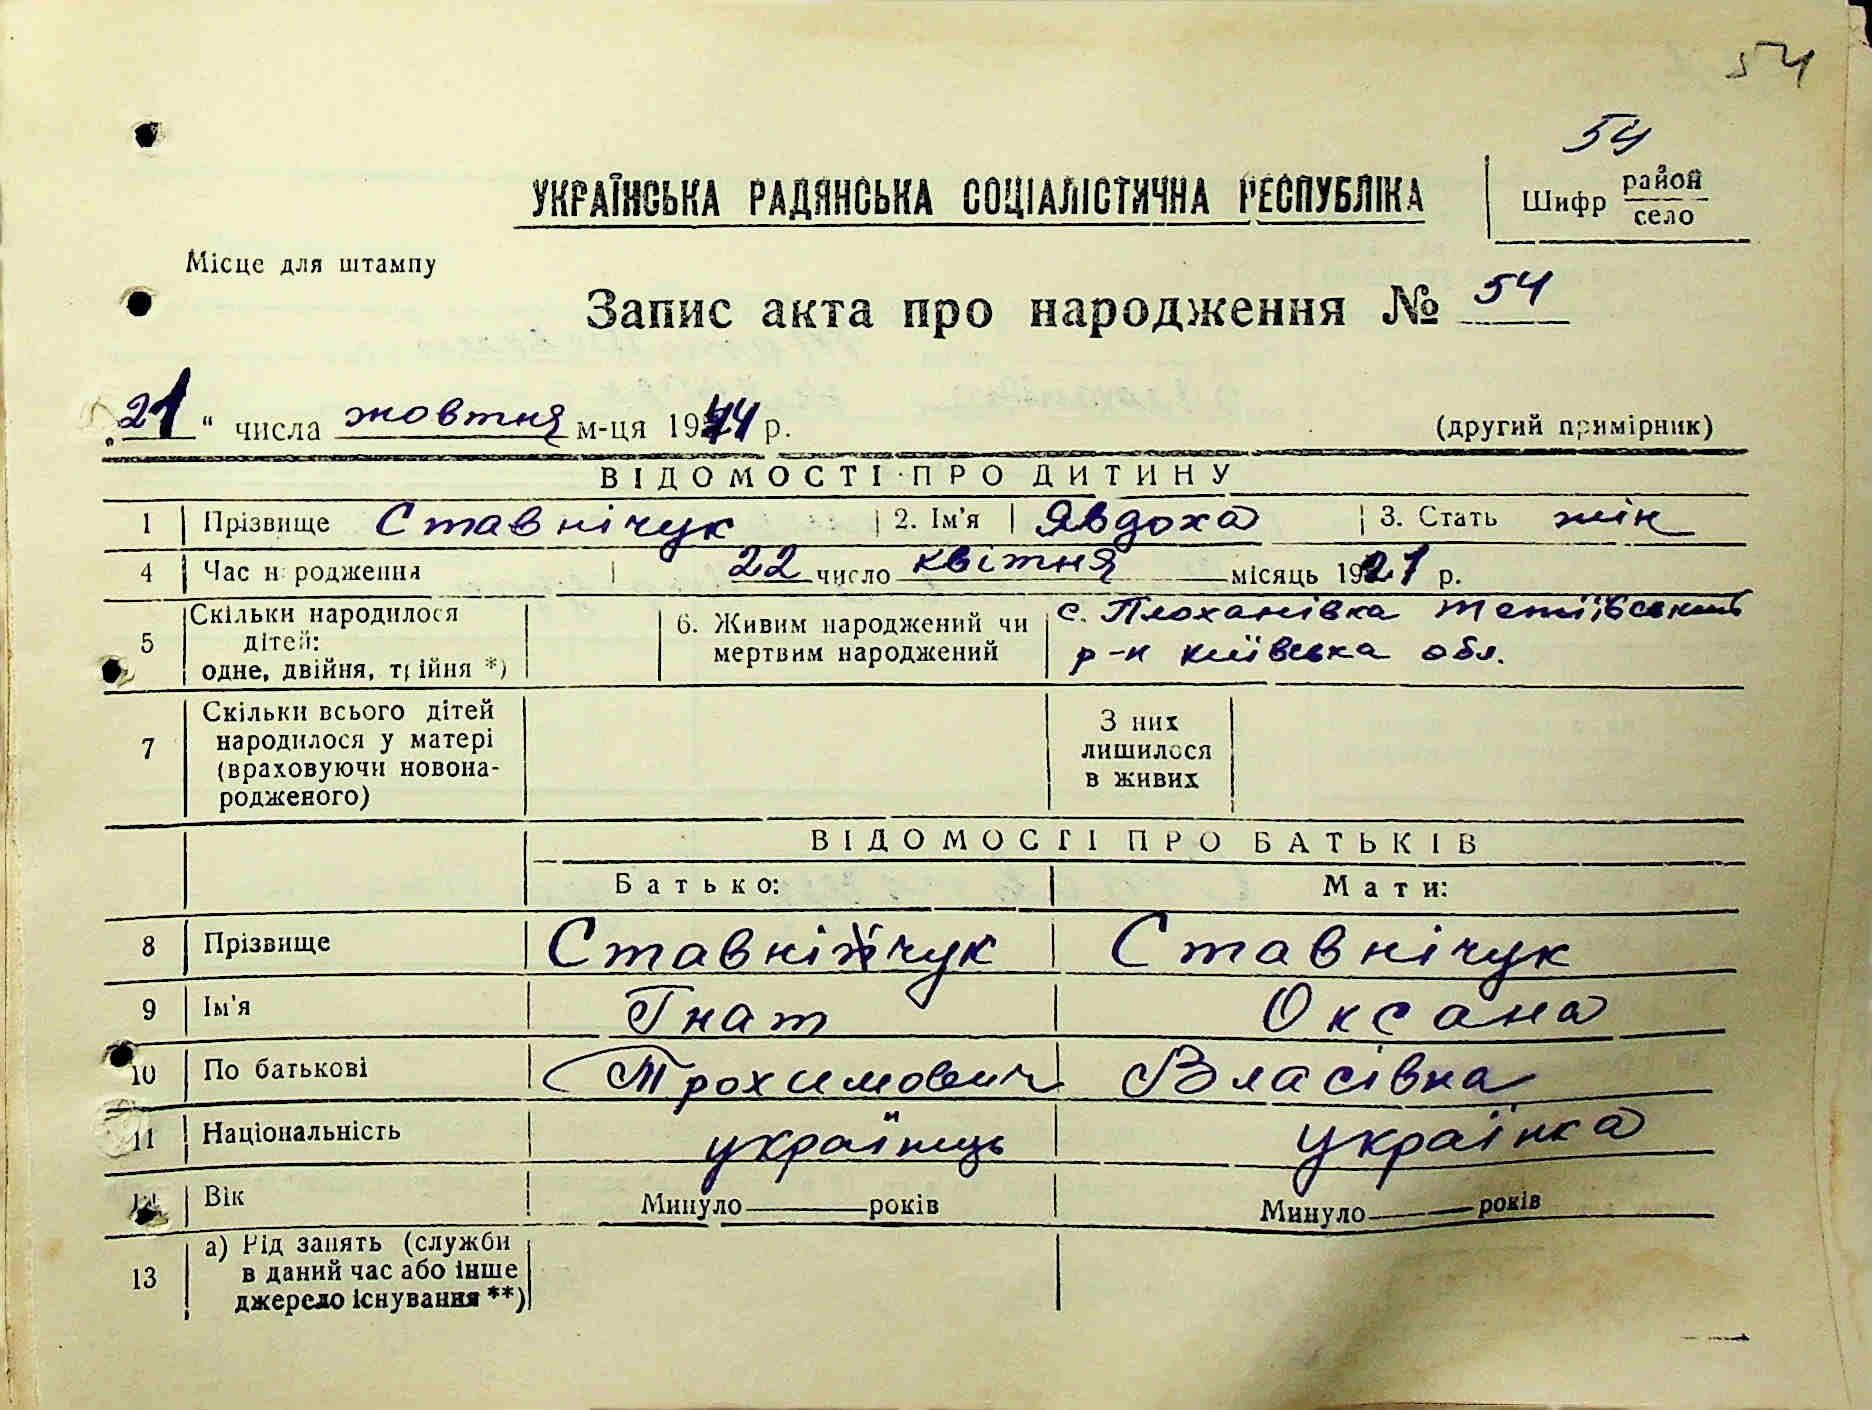 54
54
УКРАЇНСЬКА РАДЯНСЬКА СОЦІАЛІСТИЧНА РЕСПУБЛІКА
Шифр район село
Місце для штампу
Запис акта про народження № 54
„21“ числа жовтня м-ця 1974 р. (другий примірник)
ВІДОМОСТІ ПРО ДИТИНУ
1 Прізвище Ставнічук 2. Ім'я Явдоха 3. Стать жін
4 Час народження 22 число квітня місяць 1921 р.
5 Скільки народилося дітей: одне, двійня, трійня *) 6. Живим народжений чи мертвим народжений с. Плоханівка Тетіївський р-н Київська обл.
7 Скільки всього дітей народилося у матері (враховуючи новонародженого) З них лишилося в живих
ВІДОМОСТІ ПРО БАТЬКІВ
Батько: Мати:
8 Прізвище Ставнічук Ставнічук
9 Ім'я Гнат Оксана
10 По батькові Трохимович Власівна
11 Національність українець українка
12 Вік Минуло років Минуло років
13 а) Рід занять (служби в даний час або інше джерело існування **)